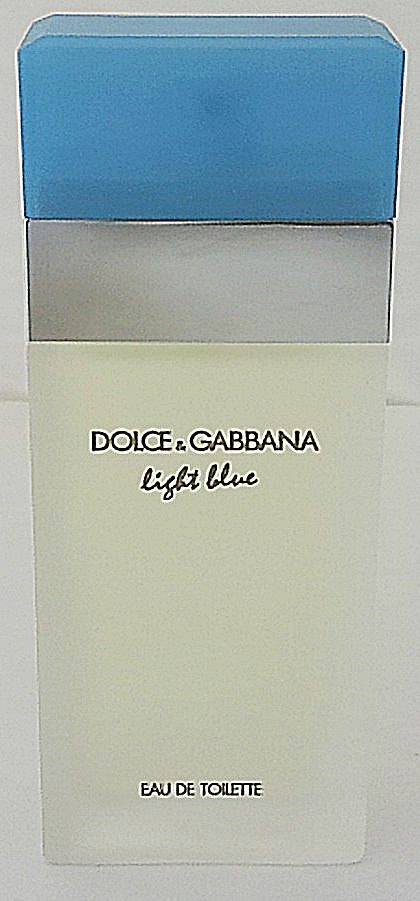 DOLCE & GABBANA
light blue
EAU DE TOILETTE